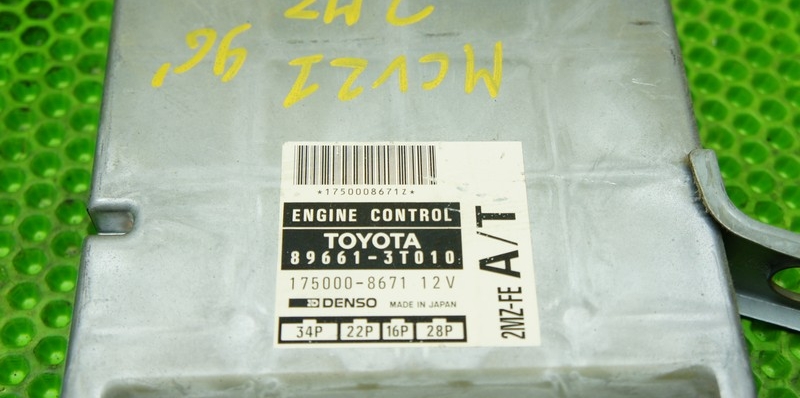 MCV21 96'
*1750008671Z*
ENGINE CONTROL
TOYOTA
89661-3T010
175000-8671 12V
DENSO MADE IN JAPAN
34P 22P 16P 28P
2MZ-FE A/T